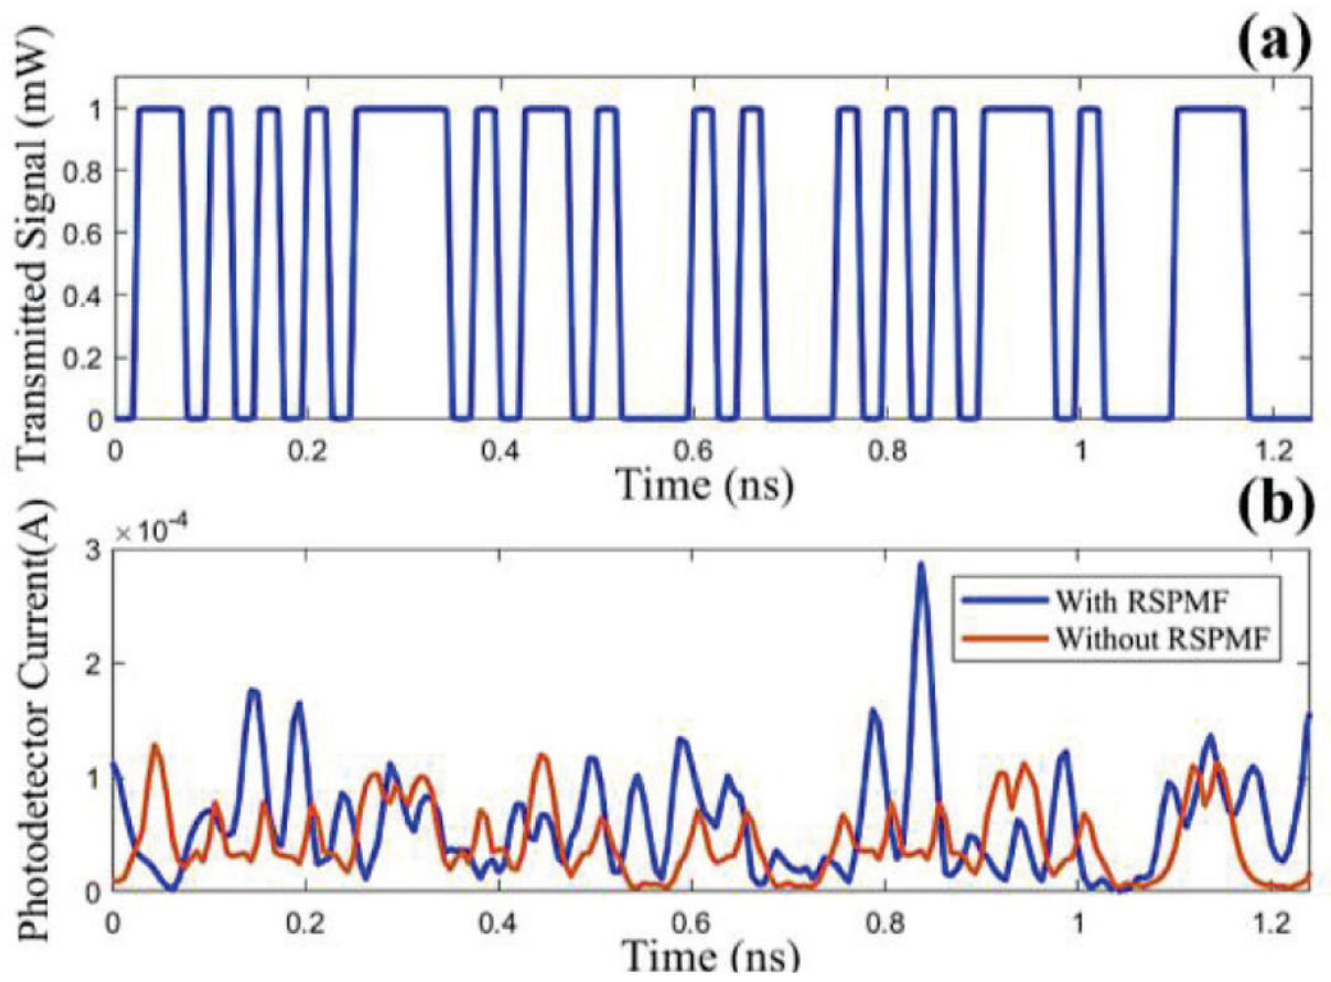 (a)
Transmitted Signal (mW)
1
0.8
0.6
0.4
0.2
0
0 0.2 0.4 0.6 0.8 1 1.2
Time (ns)
(b)
×10-4
Photodetector Current(A)
3
2
1
0
With RSPMF
Without RSPMF
0 0.2 0.4 0.6 0.8 1 1.2
Time (ns)